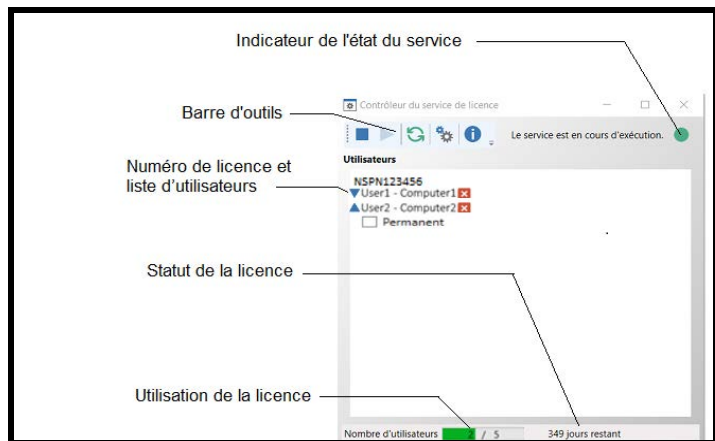 Indicateur de l'état du service
Contrôleur du service de licence
Barre d'outils
Le service est en cours d'exécution.
Utilisateurs
Numéro de licence et
liste d'utilisateurs
NSPN123456
User1 - Computer1
User2 - Computer2
Permanent
Statut de la licence
Utilisation de la licence
Nombre d'utilisateurs 2 / 5 349 jours restant